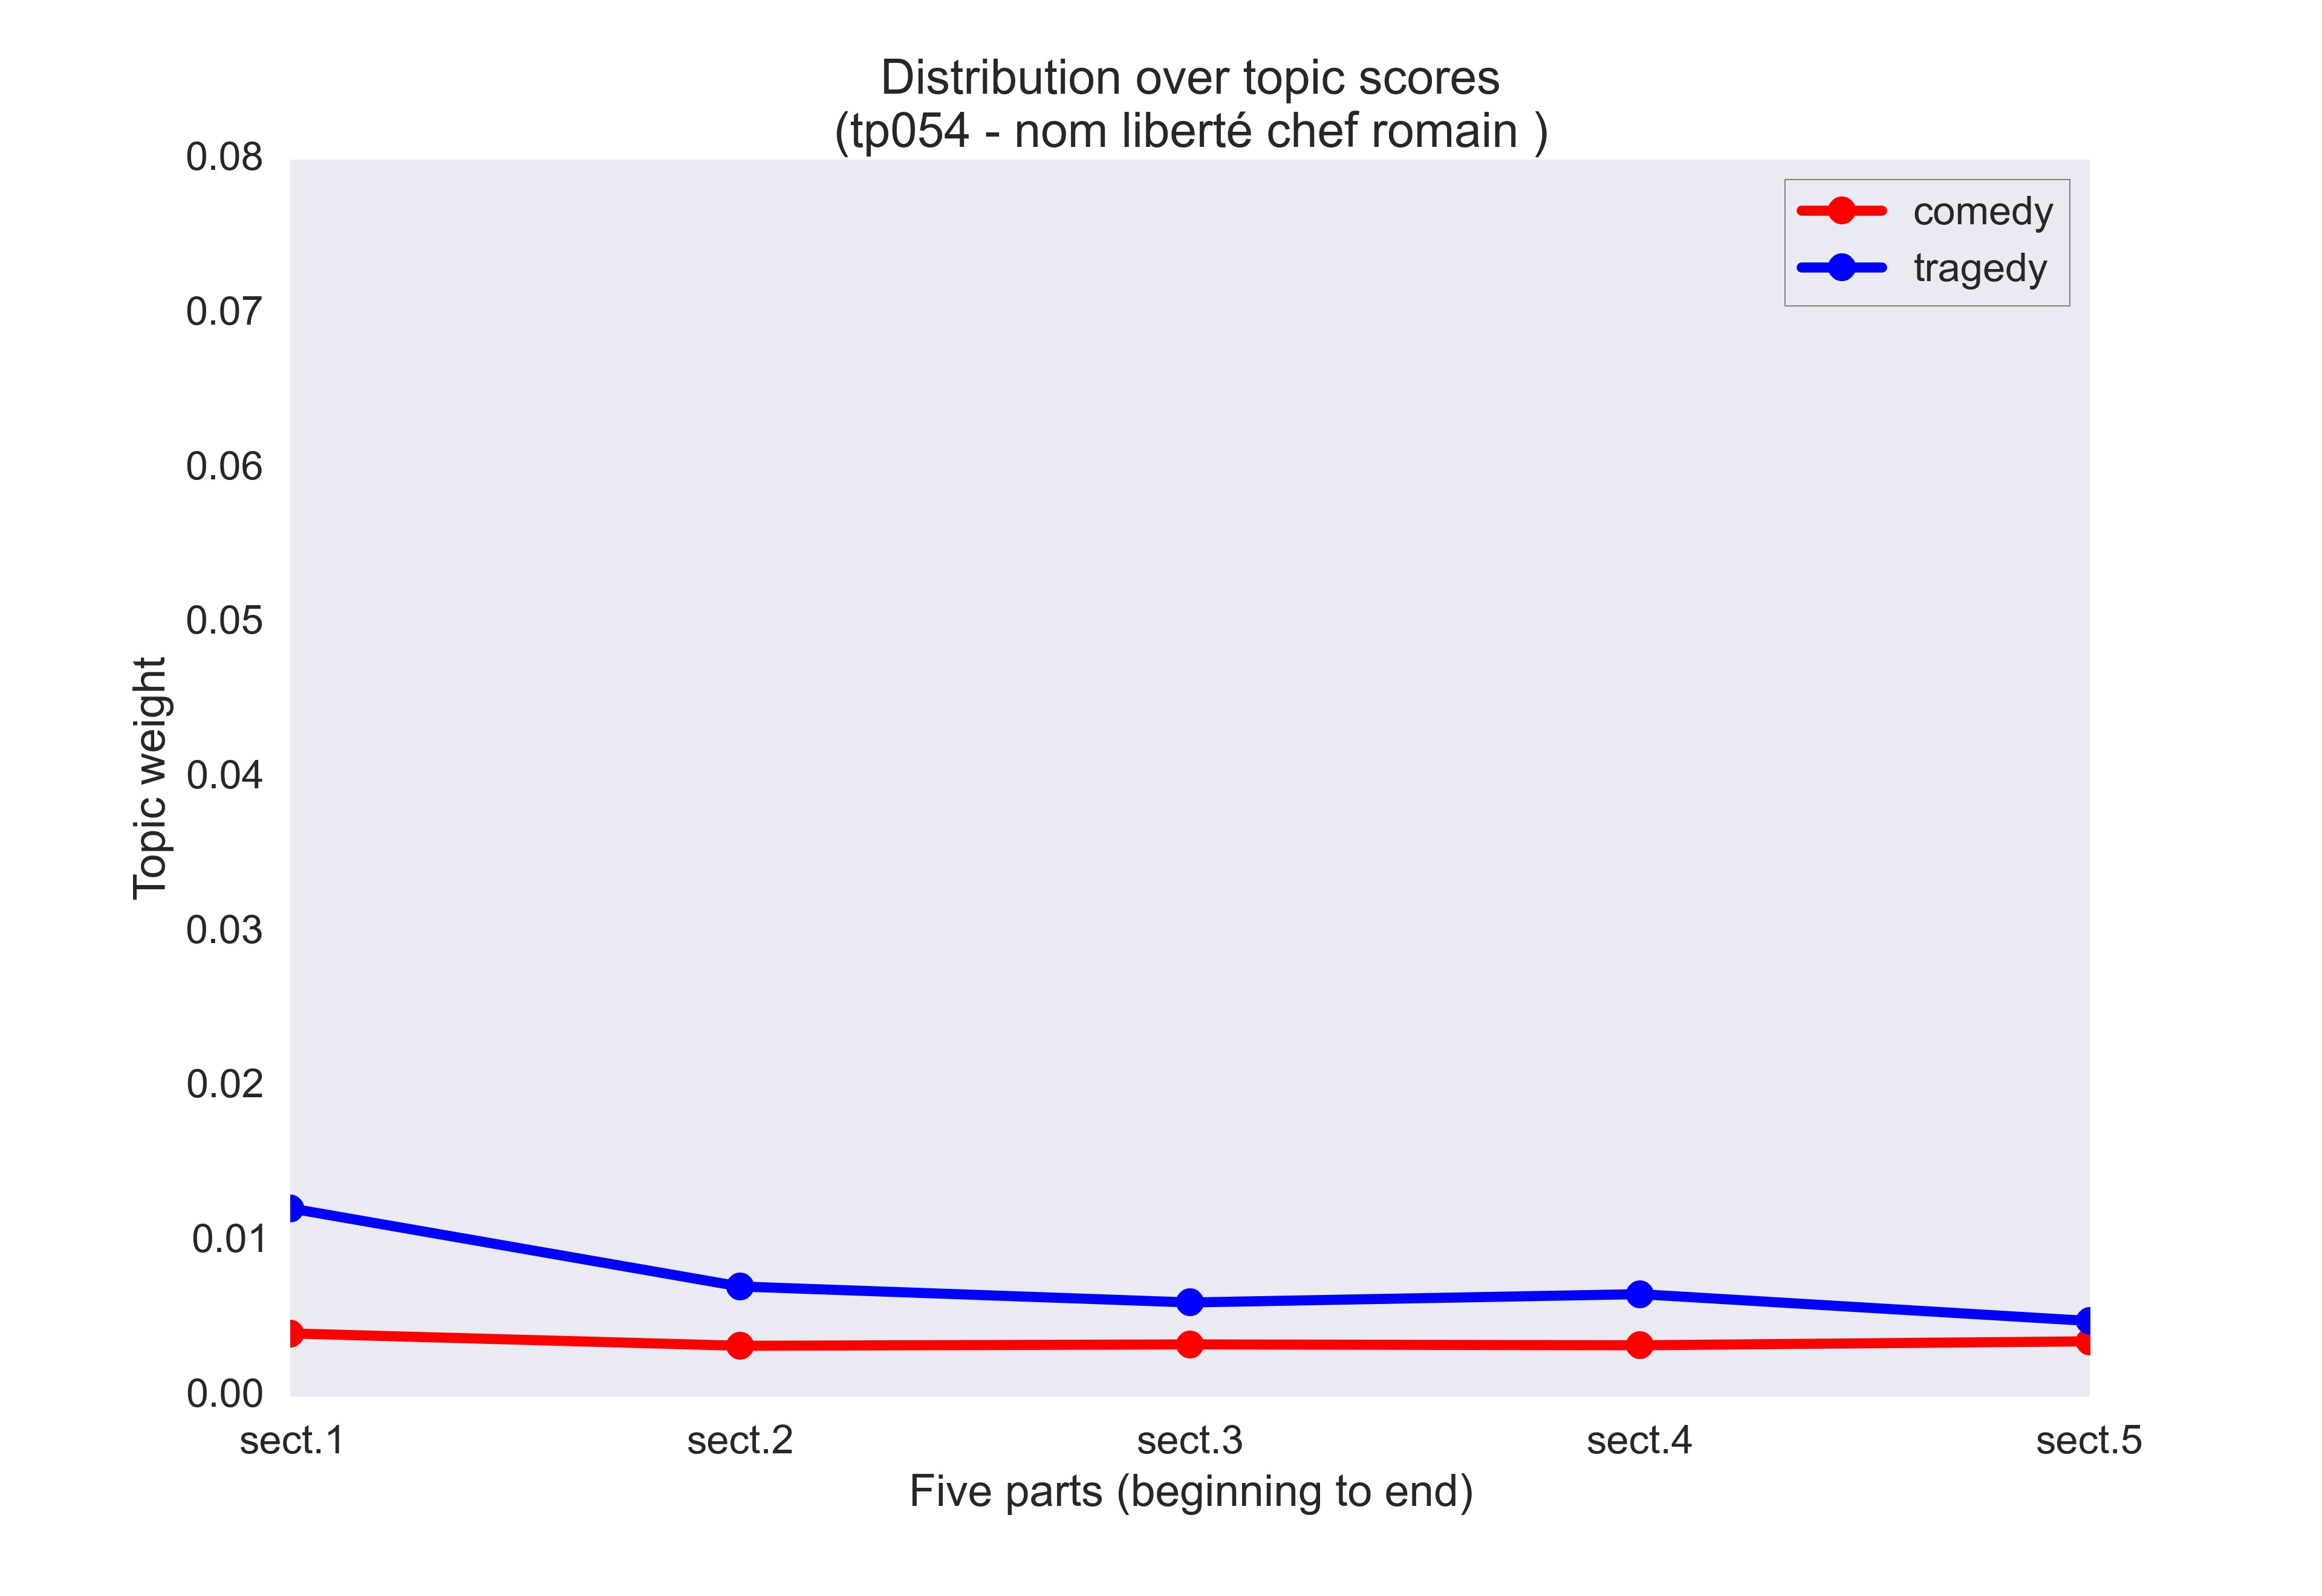 Distribution over topic scores
(tp054 - nom liberté chef romain )
comedy
tragedy
Topic weight
0.08
0.07
0.06
0.05
0.04
0.03
0.02
0.01
0.00
sect.1 sect.2 sect.3 sect.4 sect.5
Five parts (beginning to end)